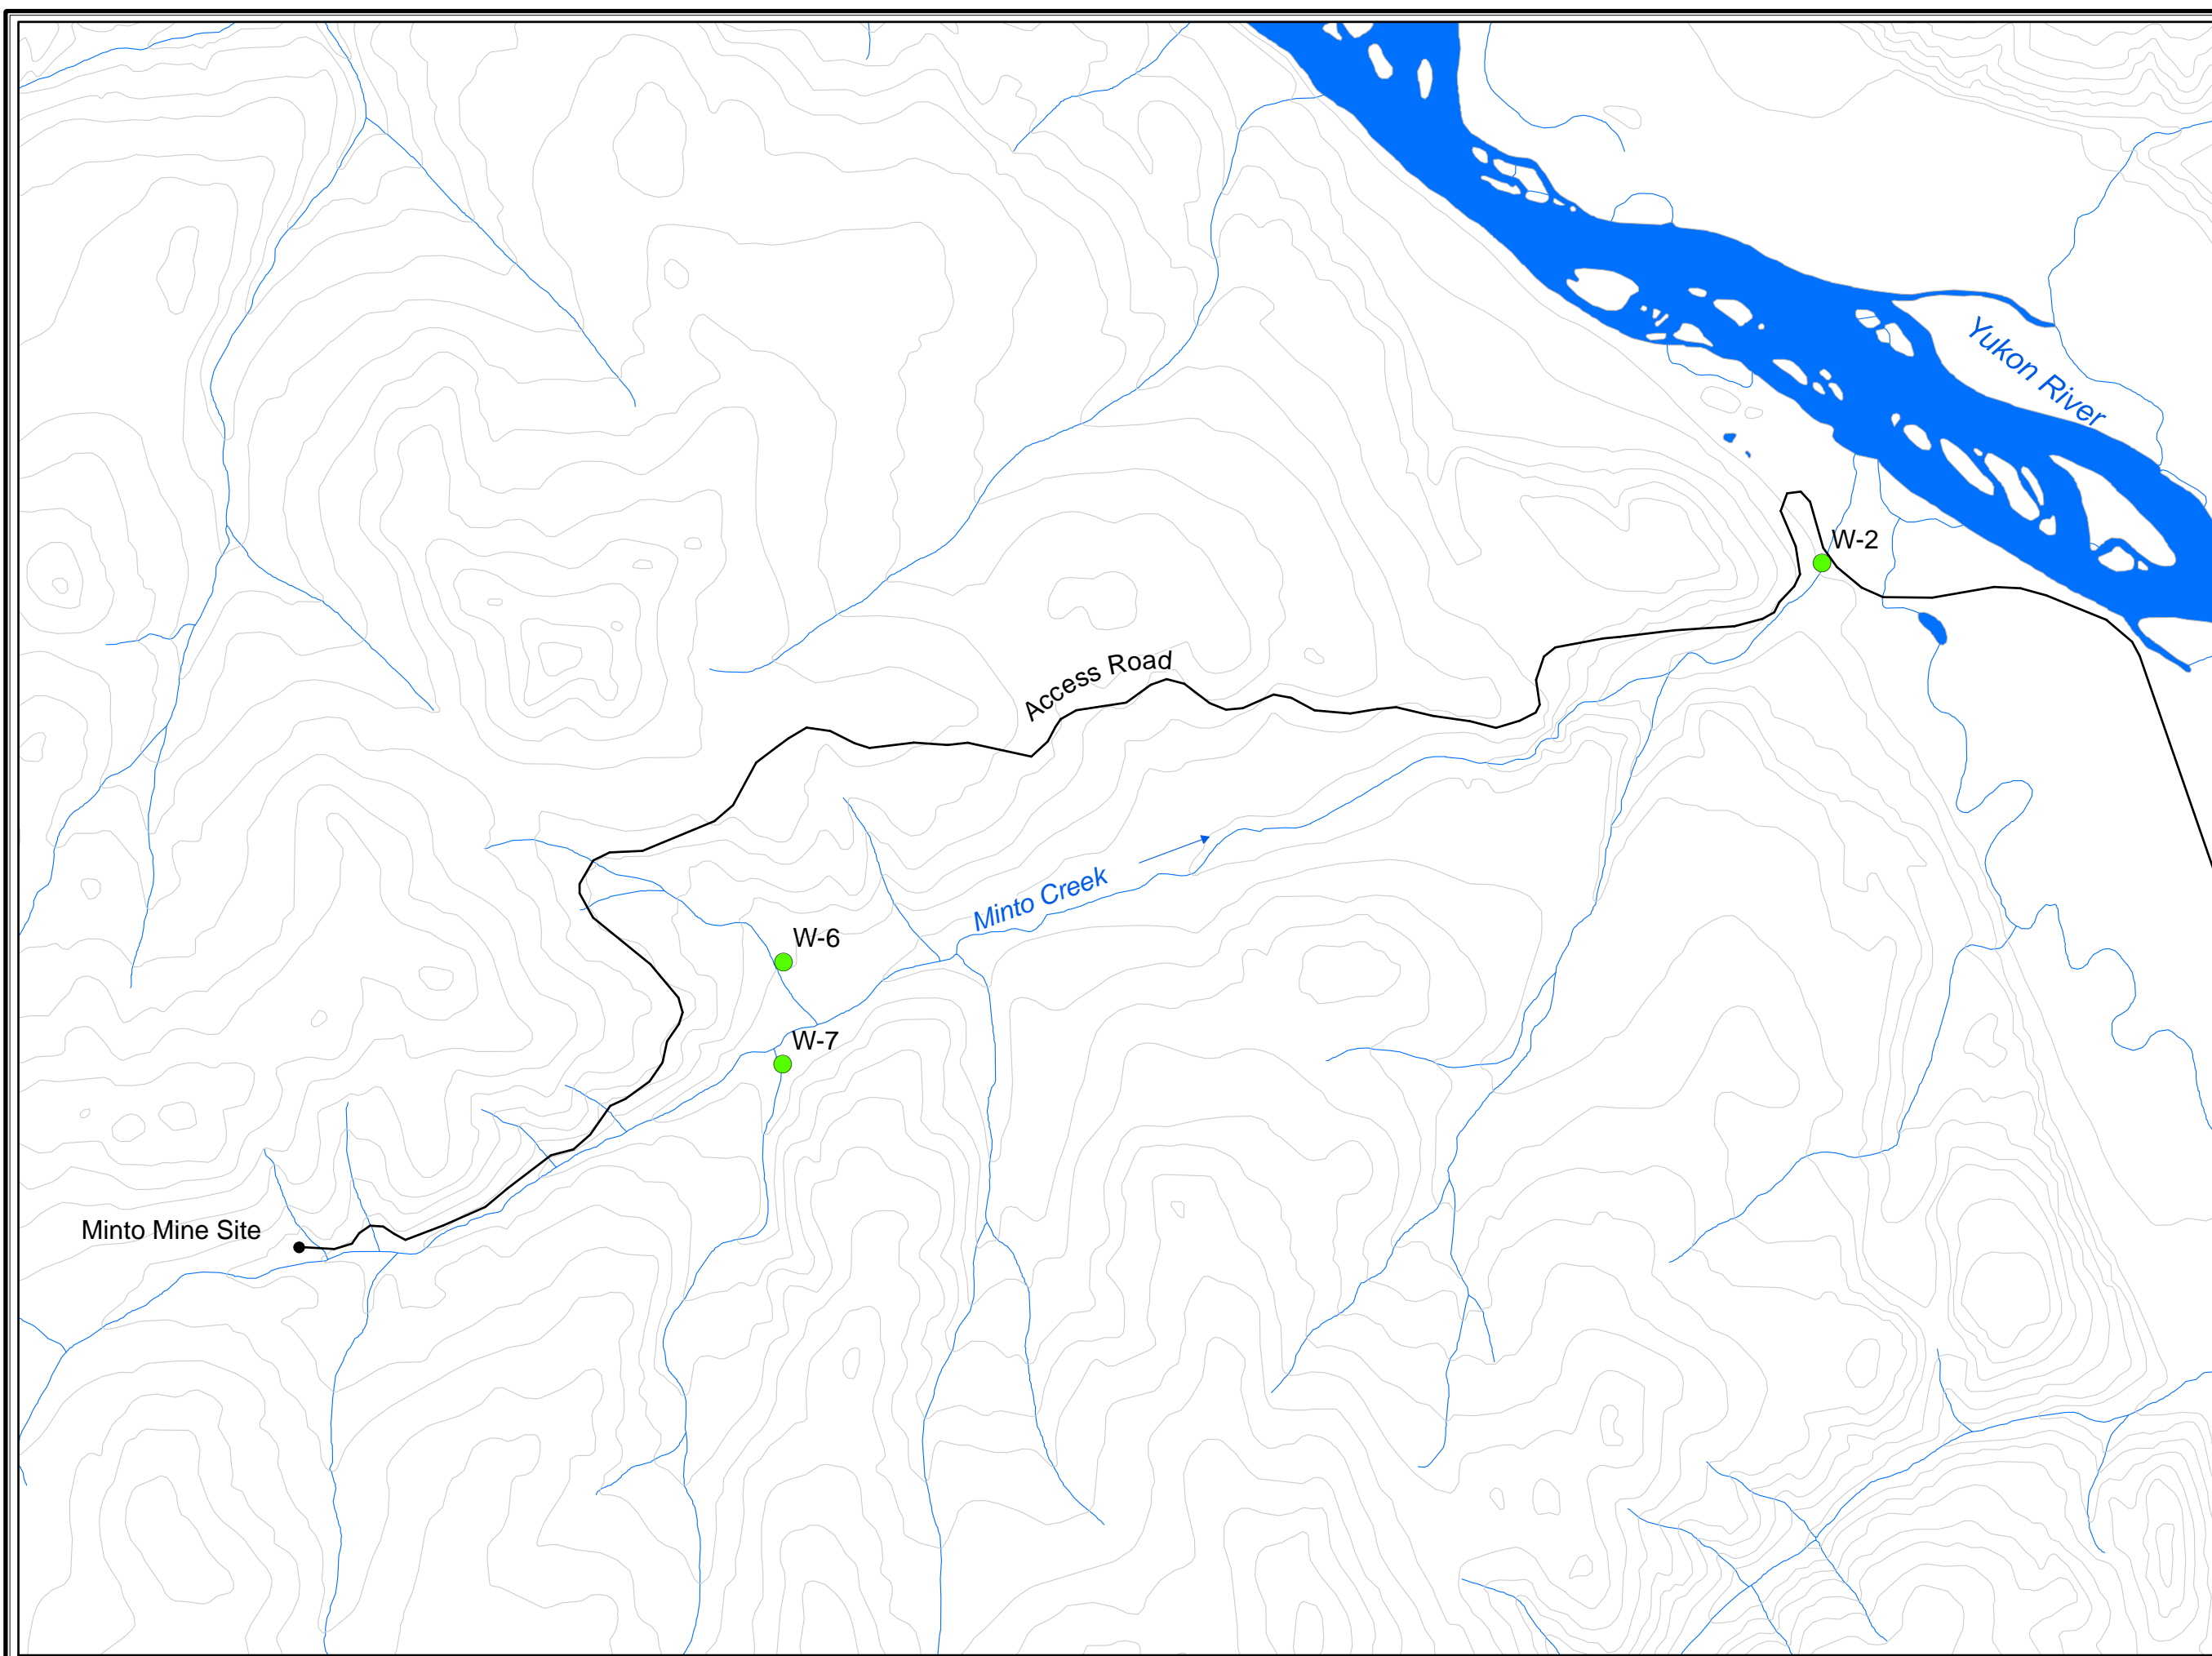 Yukon River
W-2
Access Road
Minto Creek
W-6
W-7
Minto Mine Site